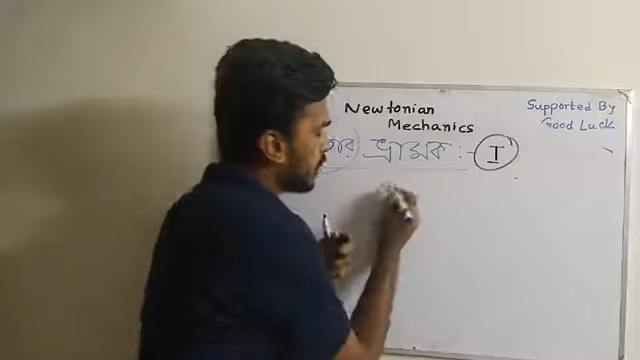 Newtonian
Mechanics
Supported By
Good Luck
ভ্রামক :- I